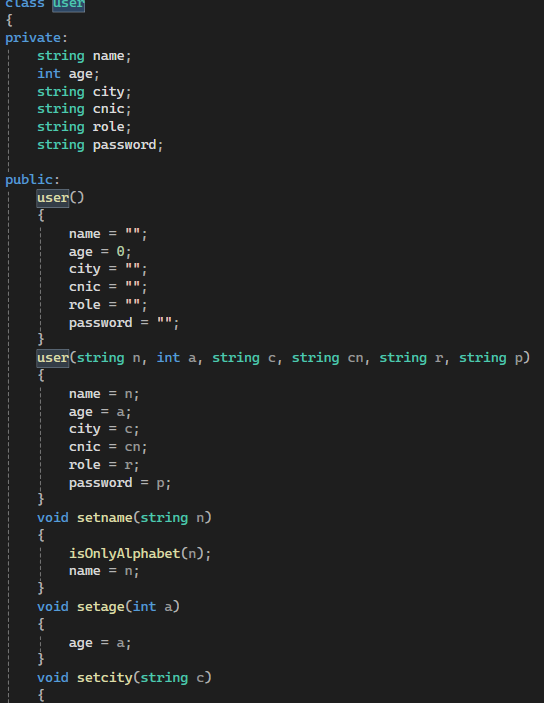 class user
{
private:
string name;
int age;
string city;
string cnic;
string role;
string password;
public:
user()
{
name = "";
age = 0;
city = "";
cnic = "";
role = "";
password = "";
}
user(string n, int a, string c, string cn, string r, string p)
{
name = n;
age = a;
city = c;
cnic = cn;
role = r;
password = p;
}
void setname(string n)
{
isOnlyAlphabet(n);
name = n;
}
void setage(int a)
{
age = a;
}
void setcity(string c)
{